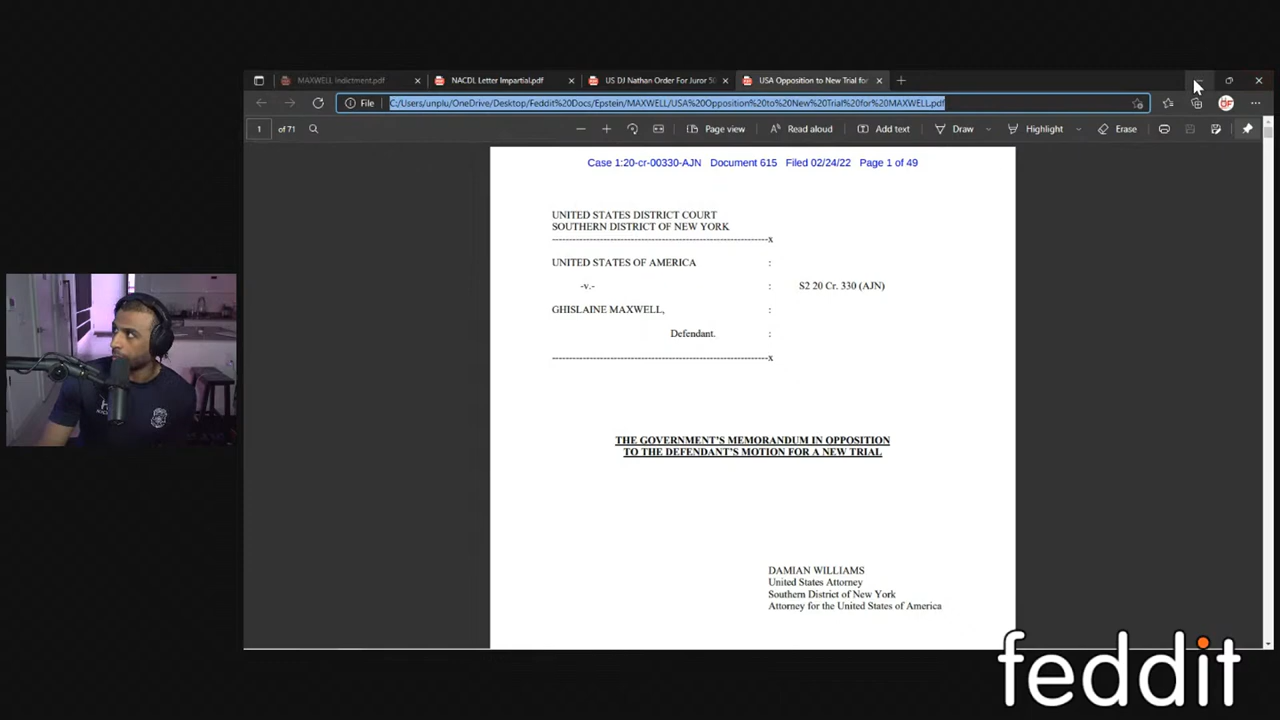 MAXWELL Indictment.pdf
NACDL Letter Impartial.pdf
US DJ Nathan Order For Juror 50
USA Opposition to New Trial for
File
C:/Users/unplu/OneDrive/Desktop/Feddit%20Docs/Epstein/MAXWELL/USA%20Opposition%20to%20New%20Trial%20for%20MAXWELL.pdf
1 of 71
Page view
Read aloud
Add text
Draw
Highlight
Erase
Case 1:20-cr-00330-AJN Document 615 Filed 02/24/22 Page 1 of 49
UNITED STATES DISTRICT COURT
SOUTHERN DISTRICT OF NEW YORK
------------------------------------------------------------------x
UNITED STATES OF AMERICA :
-v.- : S2 20 Cr. 330 (AJN)
GHISLAINE MAXWELL, :
Defendant. :
------------------------------------------------------------------x
THE GOVERNMENT'S MEMORANDUM IN OPPOSITION
TO THE DEFENDANT'S MOTION FOR A NEW TRIAL
DAMIAN WILLIAMS
United States Attorney
Southern District of New York
Attorney for the United States of America
feddit